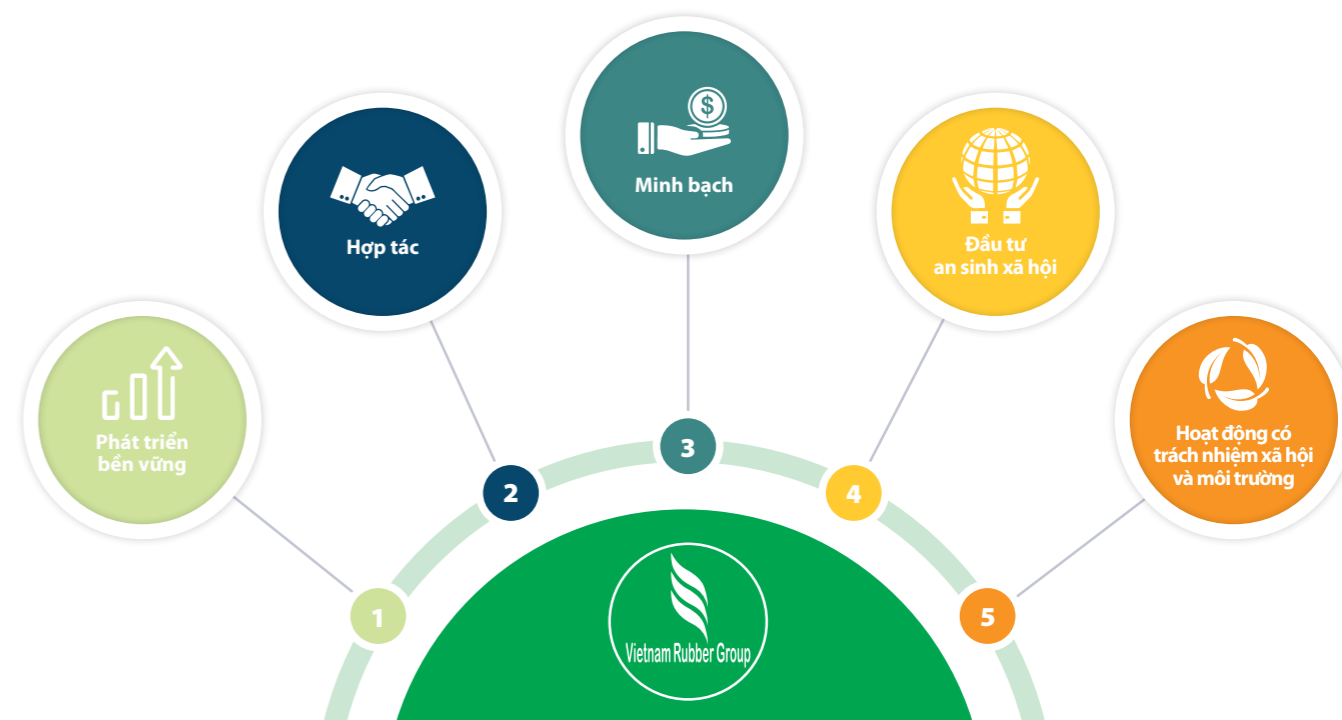 Phát triển
bền vững
1
Hợp tác
2
$
Minh bạch
3
Đầu tư
an sinh xã hội
4
Hoạt động có
trách nhiệm xã hội
và môi trường
5
Vietnam Rubber Group